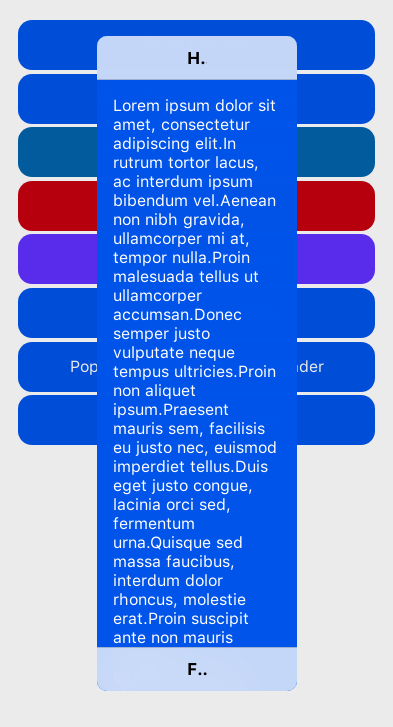 H.
Lorem ipsum dolor sit
amet, consectetur
adipiscing elit.In
rutrum tortor lacus,
ac interdum ipsum
bibendum vel.Aenean
non nibh gravida,
ullamcorper mi at,
tempor nulla.Proin
malesuada tellus ut
ullamcorper
accumsan.Donec
semper justo
vulputate neque
tempus ultricies.Proin
non aliquet
ipsum.Praesent
mauris sem, facilisis
eu justo nec, euismod
imperdiet tellus.Duis
eget justo congue,
lacinia orci sed,
fermentum
urna.Quisque sed
massa faucibus,
interdum dolor
rhoncus, molestie
erat.Proin suscipit
ante non mauris
F..